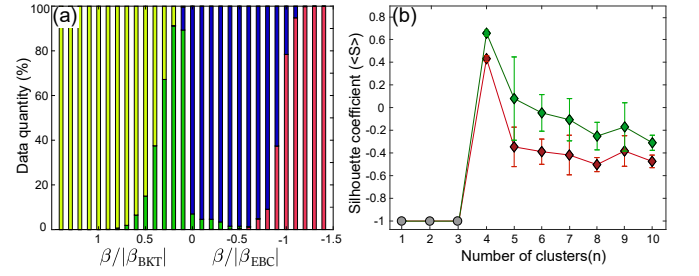 (a)
100
80
60
40
20
0
Data quantity (%)
1
0.5
0
-0.5
-1
-1.5
β/|β_BKT|
β/|β_EBC|
(b)
0.8
0.6
0.4
0.2
0
-0.2
-0.4
-0.6
-0.8
-1
Silhouette coefficient (<S>)
1 2 3 4 5 6 7 8 9 10
Number of clusters(n)